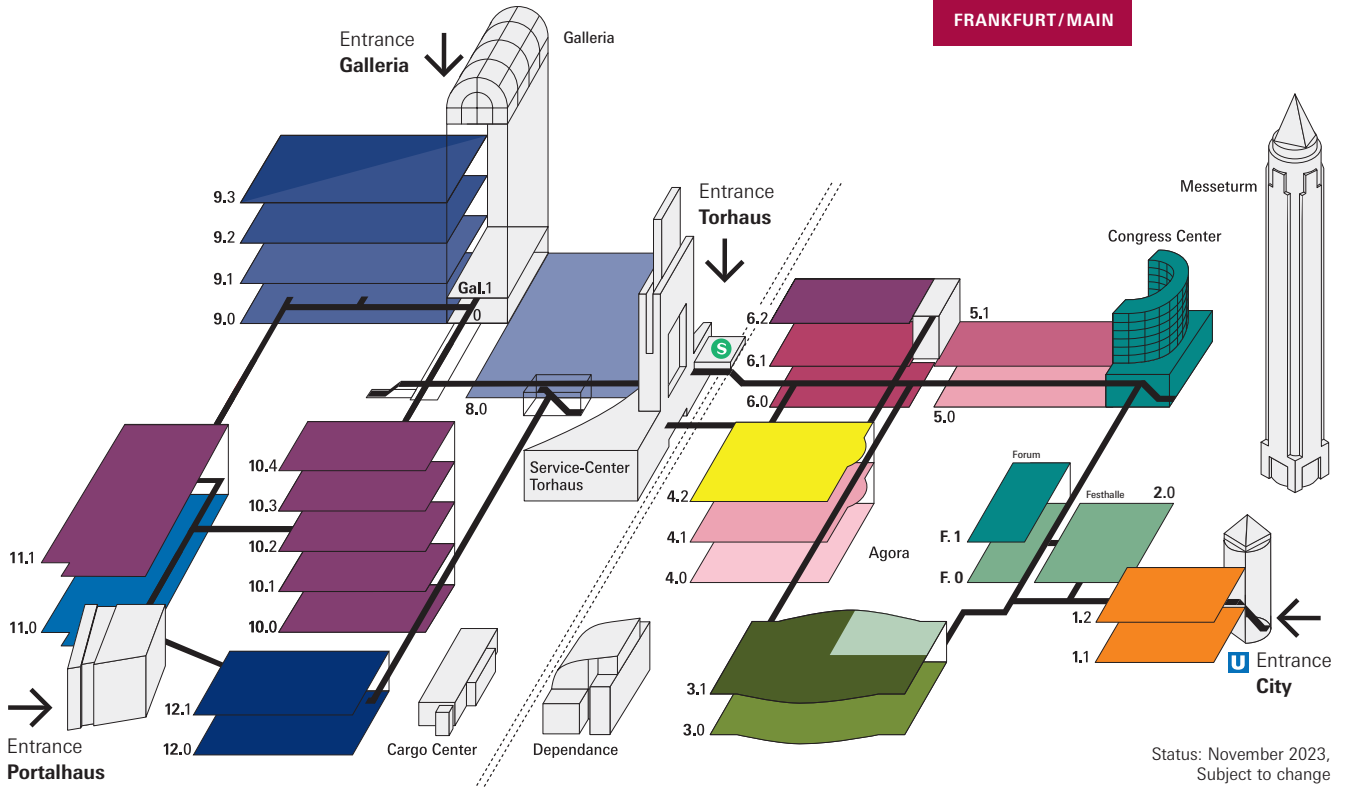 FRANKFURT/MAIN
Entrance
Galleria
Galleria
Entrance
Torhaus
Messeturm
Congress Center
9.3
9.2
9.1
9.0
Gal.1
0
8.0
S
6.2
6.1
6.0
5.1
5.0
10.4
10.3
10.2
10.1
10.0
11.1
11.0
Service-Center
Torhaus
4.2
4.1
4.0
Agora
Forum
Festhalle
2.0
F.1
F.0
1.2
1.1
U Entrance
City
3.1
3.0
12.1
12.0
Cargo Center
Dependance
Entrance
Portalhaus
Status: November 2023,
Subject to change